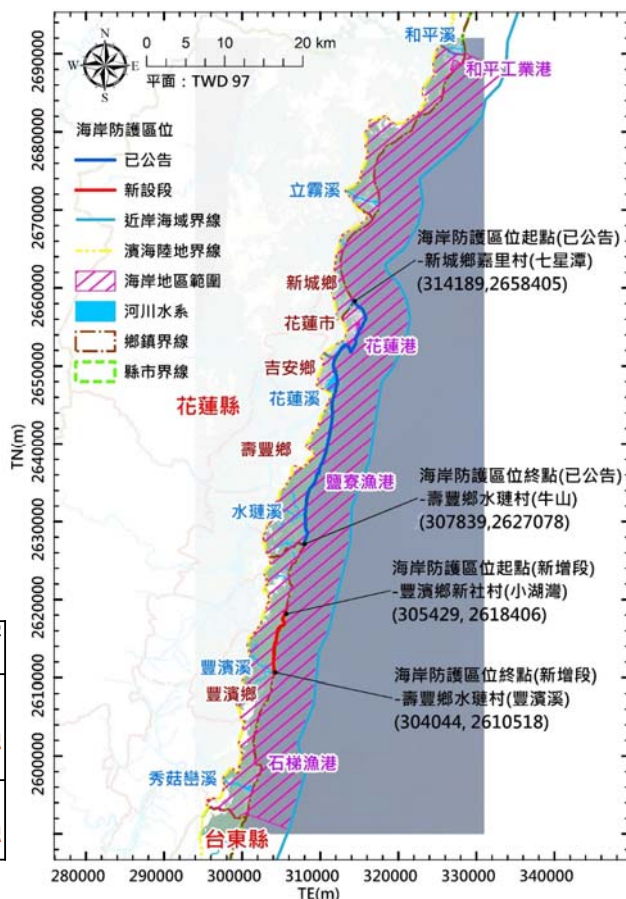 N
W
E
S
0 10 20 km
平面：TWD 97
海岸防護區位
已公告
新設段
近岸海域界線
濱海陸地界線
海岸地區範圍
河川水系
鄉鎮界線
縣市界線
和平溪
和平工業港
立霧溪
海岸防護區位起點(已公告)
-新城鄉嘉里村(七星潭)
(314189,2658405)
新城鄉
花蓮市
花蓮港
吉安鄉
花蓮溪
花蓮縣
壽豐鄉
海岸防護區位終點(已公告)
-壽豐鄉水璉村(牛山)
(307839,2627078)
鹽寮漁港
水璉溪
海岸防護區位起點(新增段)
-豐濱鄉新社村(小湖灣)
(305429, 2618406)
豐濱溪
豐濱鄉
海岸防護區位終點(新增段)
-壽豐鄉水璉村(豐濱溪)
(304044, 2610518)
石梯漁港
秀菇巒溪
台東縣
TN(m)
2690000
2680000
2670000
2660000
2650000
2640000
2630000
2620000
2610000
2600000
280000 290000 300000 310000 320000 330000 340000
TE(m)